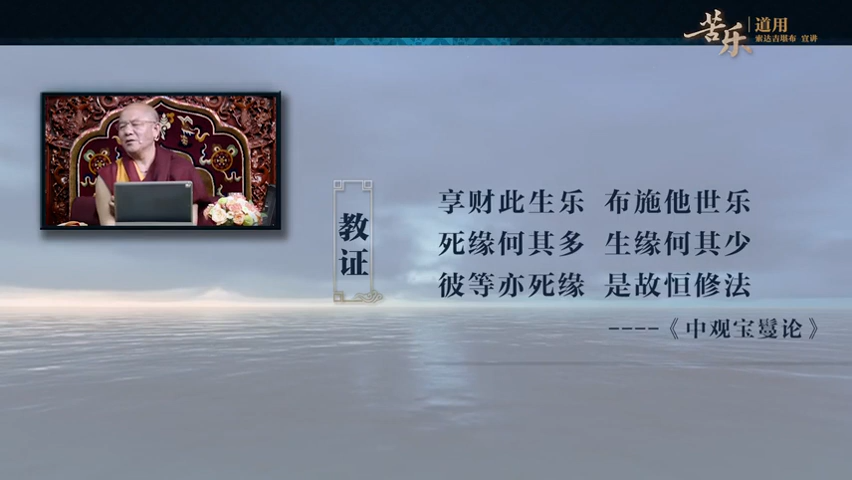 苦乐
道用
索达吉堪布 宣讲
教证
享财此生乐 布施他世乐
死缘何其多 生缘何其少
彼等亦死缘 是故恒修法
----《中观宝鬘论》